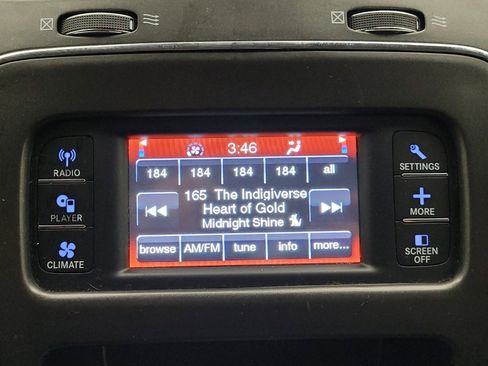 3:46
184 184 184 184 all
RADIO
SETTINGS
165 The Indigiverse
Heart of Gold
Midnight Shine
PLAYER
MORE
browse AM/FM tune info more...
CLIMATE
SCREEN
OFF